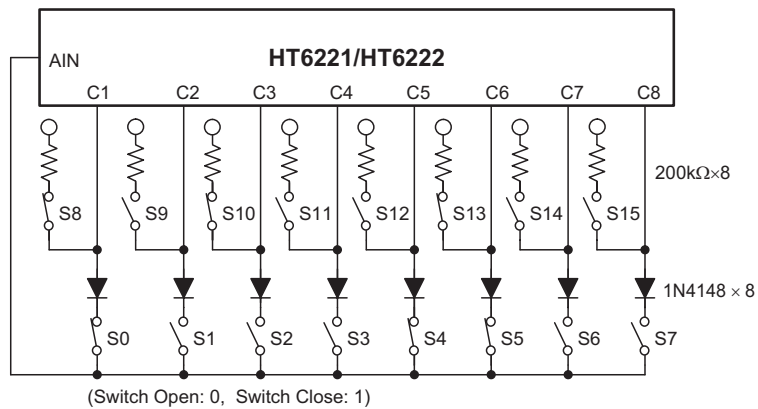 HT6221/HT6222
AIN
C1 C2 C3 C4 C5 C6 C7 C8
200kΩ×8
S8 S9 S10 S11 S12 S13 S14 S15
1N4148 × 8
S0 S1 S2 S3 S4 S5 S6 S7
(Switch Open: 0, Switch Close: 1)